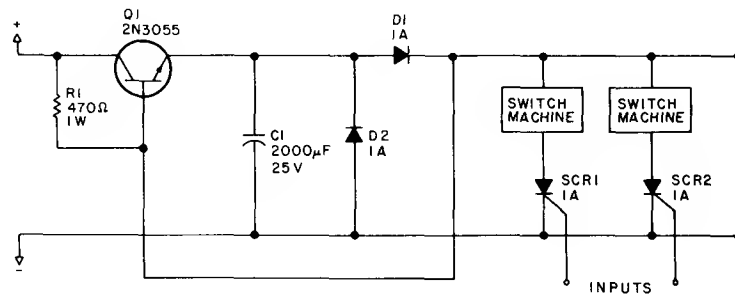 +
Q1
2N3055
R1
470Ω
1W
C1
2000µF
25V
D2
1A
D1
1A
SWITCH
MACHINE
SWITCH
MACHINE
SCR1
1A
SCR2
1A
-
INPUTS